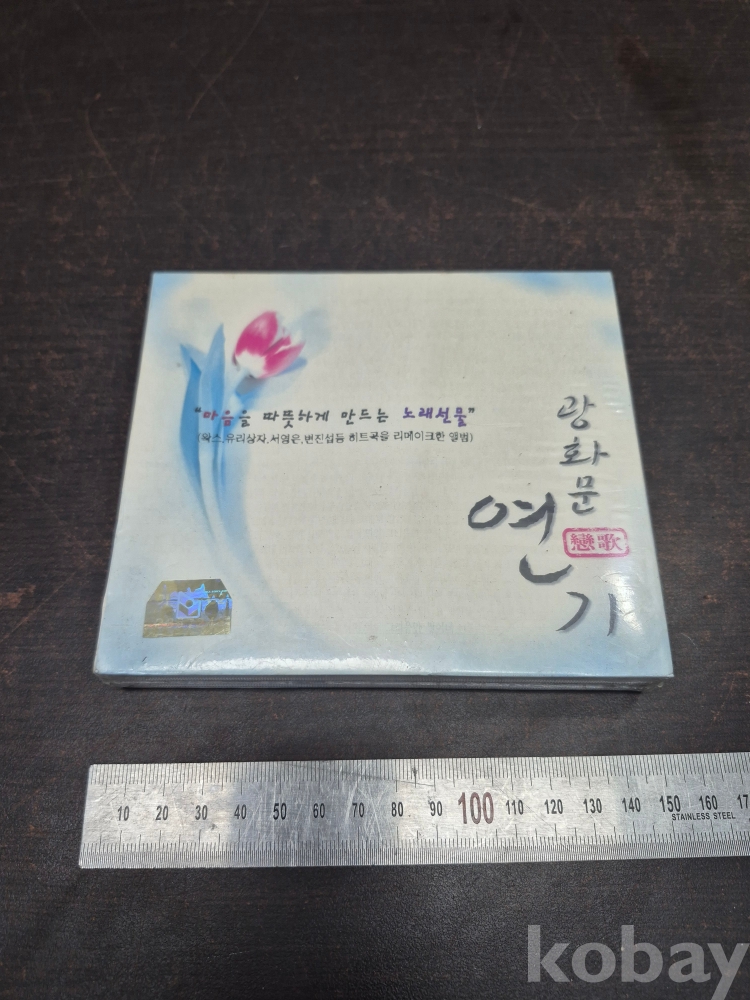 "마음을 따뜻하게 만드는 노래선물"
(왁스,유리상자,서영은,변진섭등 히트곡을 리메이크한 앨범)
광화문
연가
戀歌
10 20 30 40 50 60 70 80 90 100 110 120 130 140 150 160 17
STAINLESS STEEL
kobay